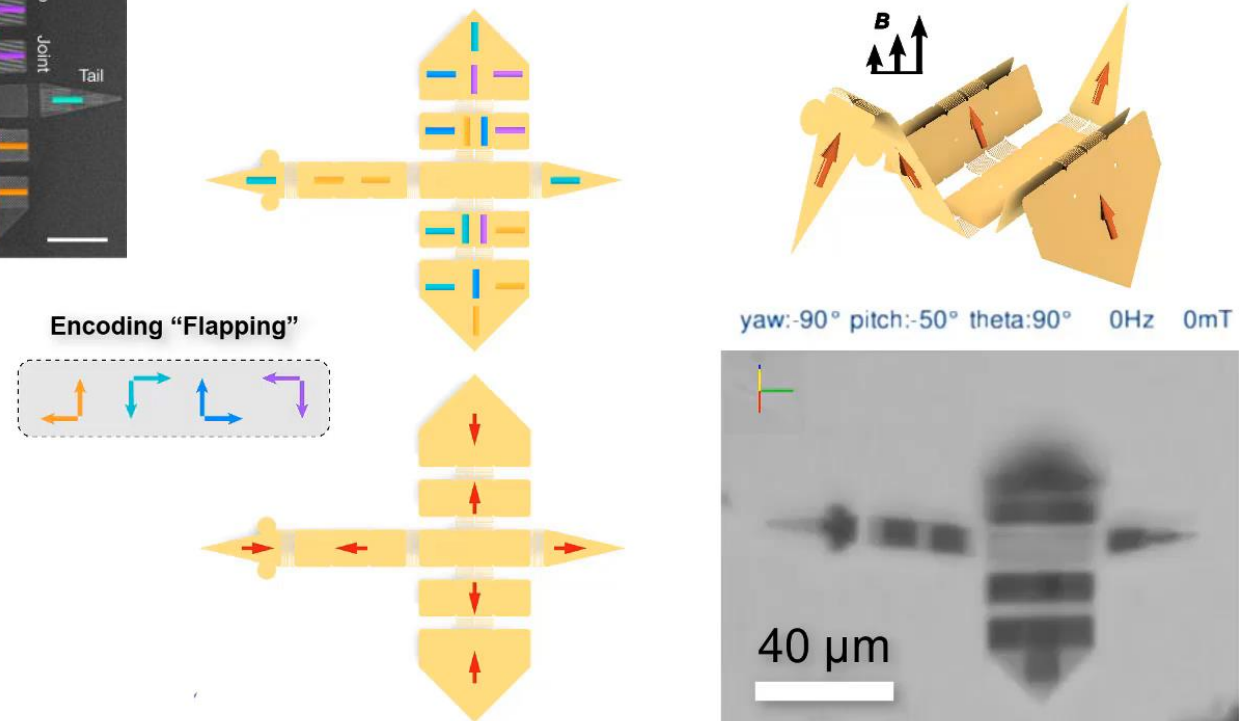 Joint
Tail
B
Encoding “Flapping”
yaw:-90° pitch:-50° theta:90° 0Hz 0mT
40 µm